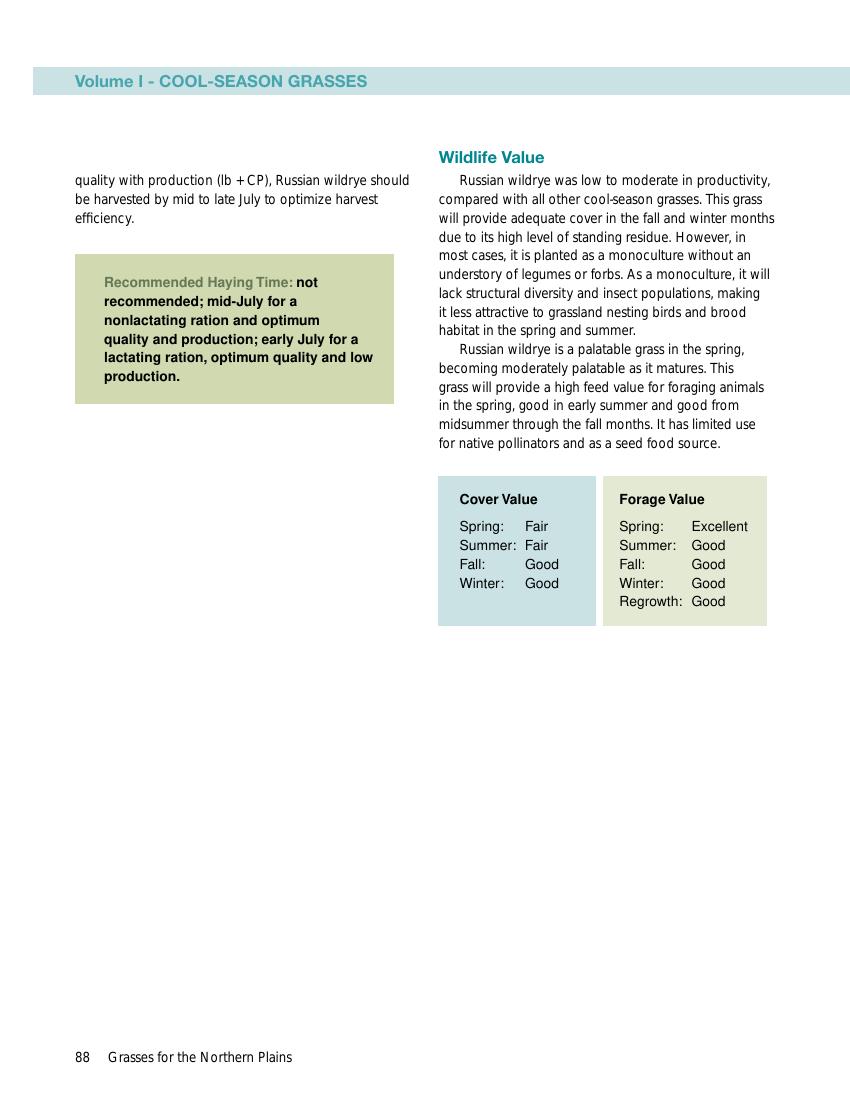 Volume I - COOL-SEASON GRASSES
quality with production (lb + CP), Russian wildrye should
be harvested by mid to late July to optimize harvest
efficiency.
Recommended Haying Time: not
recommended; mid-July for a
nonlactating ration and optimum
quality and production; early July for a
lactating ration, optimum quality and low
production.
Wildlife Value
Russian wildrye was low to moderate in productivity,
compared with all other cool-season grasses. This grass
will provide adequate cover in the fall and winter months
due to its high level of standing residue. However, in
most cases, it is planted as a monoculture without an
understory of legumes or forbs. As a monoculture, it will
lack structural diversity and insect populations, making
it less attractive to grassland nesting birds and brood
habitat in the spring and summer.
Russian wildrye is a palatable grass in the spring,
becoming moderately palatable as it matures. This
grass will provide a high feed value for foraging animals
in the spring, good in early summer and good from
midsummer through the fall months. It has limited use
for native pollinators and as a seed food source.
Cover Value
Spring: Fair
Summer: Fair
Fall: Good
Winter: Good
Forage Value
Spring: Excellent
Summer: Good
Fall: Good
Winter: Good
Regrowth: Good
88 Grasses for the Northern Plains